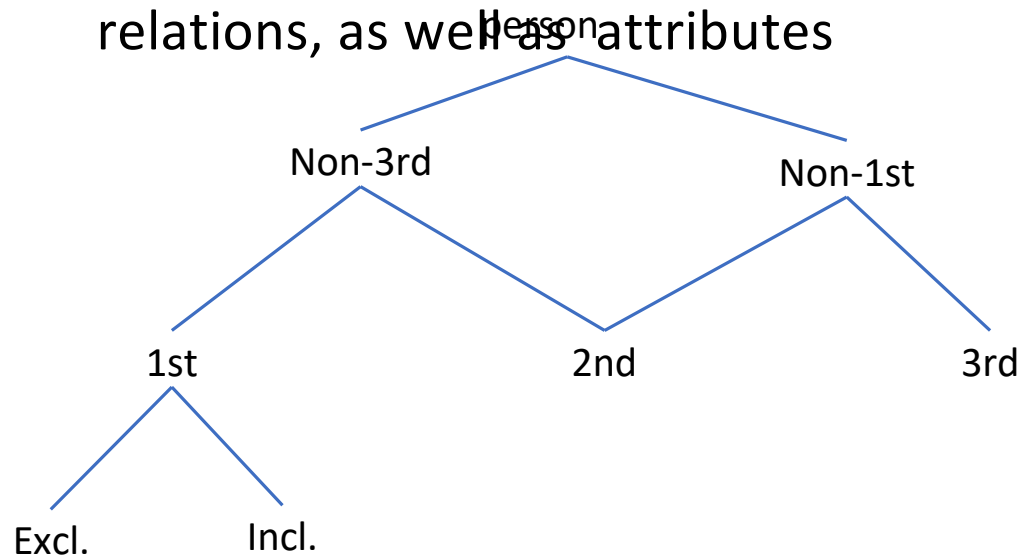 relations, as well as attributes
person
Non-3rd
Non-1st
1st
2nd
3rd
Excl.
Incl.